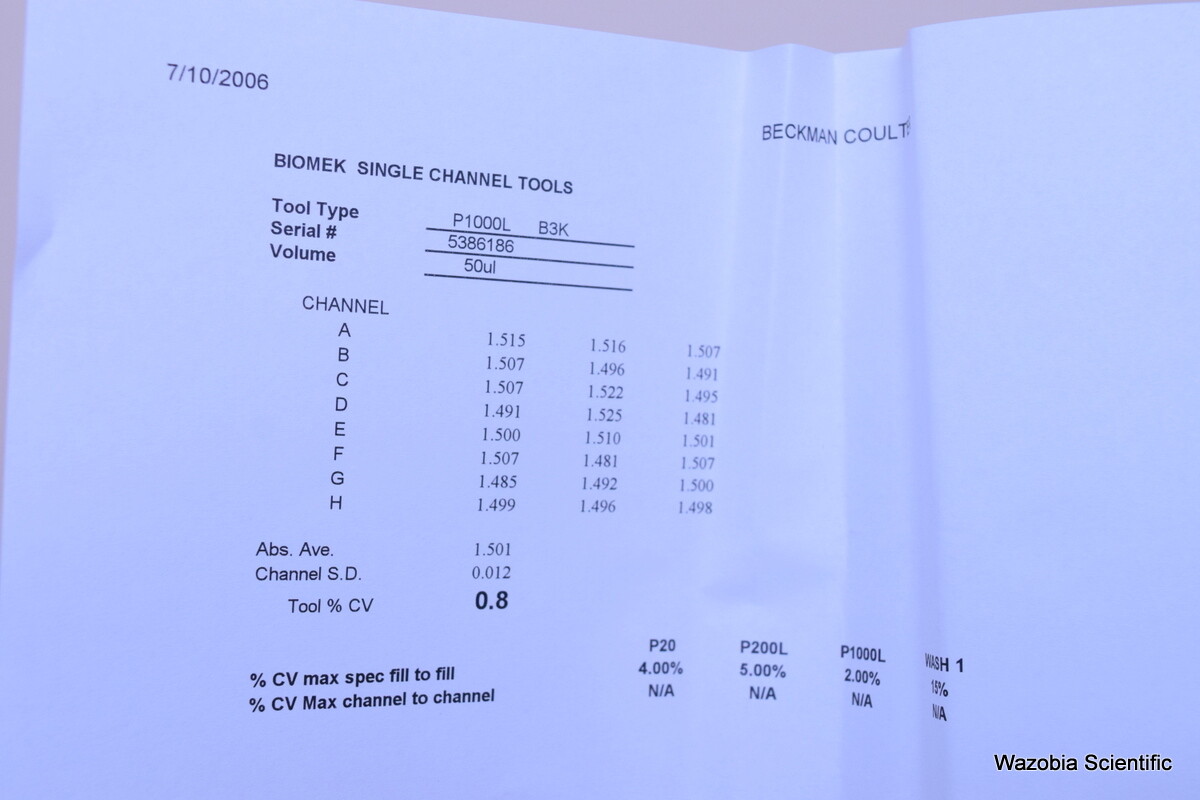 7/10/2006
BECKMAN COULTE
BIOMEK SINGLE CHANNEL TOOLS
Tool Type P1000L B3K
Serial # 5386186
Volume 50ul
CHANNEL
A 1.515 1.516 1.507
B 1.507 1.496 1.491
C 1.507 1.522 1.495
D 1.491 1.525 1.481
E 1.500 1.510 1.501
F 1.507 1.481 1.507
G 1.485 1.492 1.500
H 1.499 1.496 1.498
Abs. Ave. 1.501
Channel S.D. 0.012
Tool % CV 0.8
P20 P200L P1000L WASH 1
% CV max spec fill to fill 4.00% 5.00% 2.00% 15%
% CV Max channel to channel N/A N/A N/A N/A
Wazobia Scientific